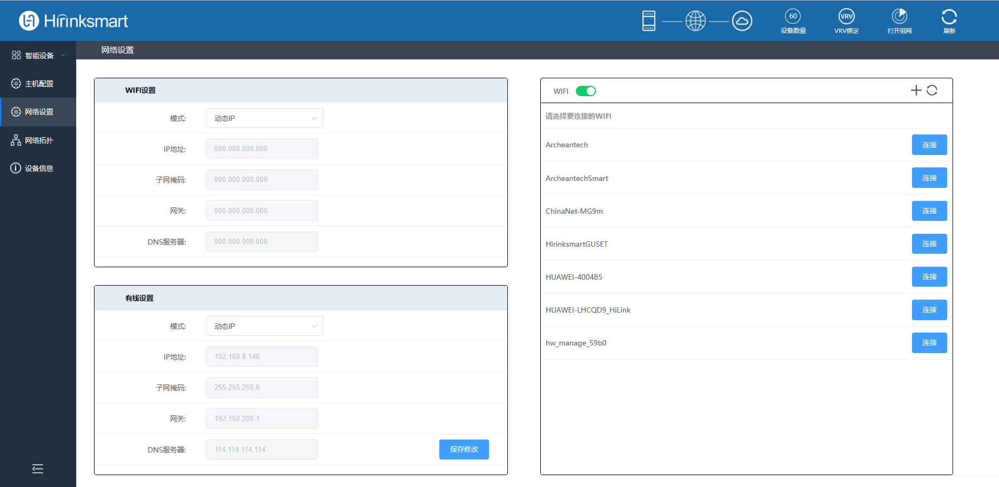 Hirinksmart
60
设备数量
VRV
VRV绑定
打开组网
刷新
智能设备
主机配置
网络设置
网络拓扑
设备信息
网络设置
WIFI设置
模式:
动态IP
IP地址:
000.000.000.000
子网掩码:
000.000.000.000
网关:
000.000.000.000
DNS服务器:
000.000.000.000
有线设置
模式:
动态IP
IP地址:
192.168.0.146
子网掩码:
255.255.255.0
网关:
192.168.200.1
DNS服务器:
114.114.114.114
保存修改
WIFI
请选择要连接的WIFI
Archeantech
连接
ArcheantechSmart
连接
ChinaNet-MG9m
连接
HirinksmartGUSET
连接
HUAWEI-4004B5
连接
HUAWEI-LHCQD9_HiLink
连接
hw_manage_59b0
连接